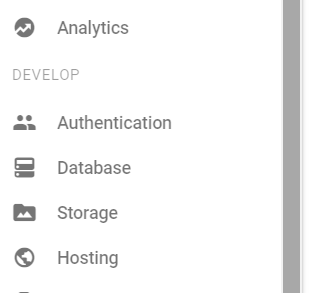 Analytics
DEVELOP
Authentication
Database
Storage
Hosting